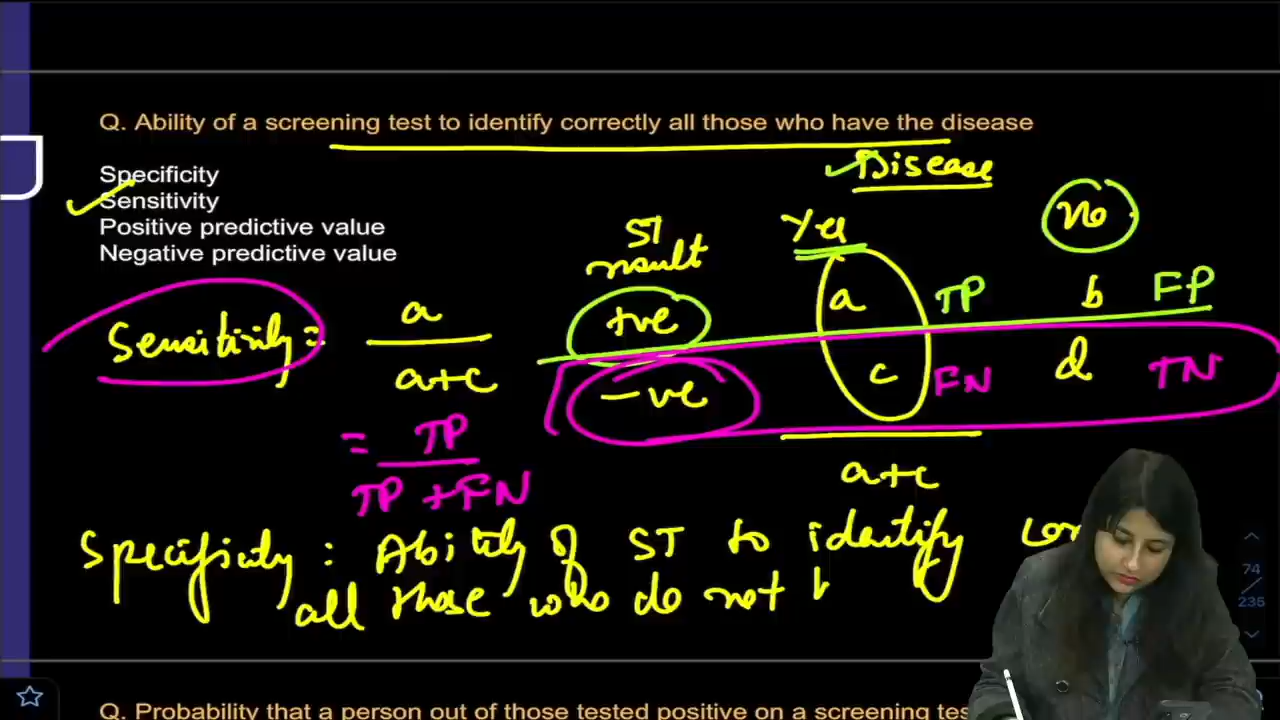 Q. Ability of a screening test to identify correctly all those who have the disease
Specificity
Sensitivity
Positive predictive value
Negative predictive value
Disease
ST result
Yes
no
+ve
a TP
b FP
-ve
c FN
d TN
a+c
Sensitivity = a / a+c
= TP / TP + FN
Specificity : Ability of ST to identify
all those who do not
74
/
235
Q. Probability that a person out of those tested positive on a screening